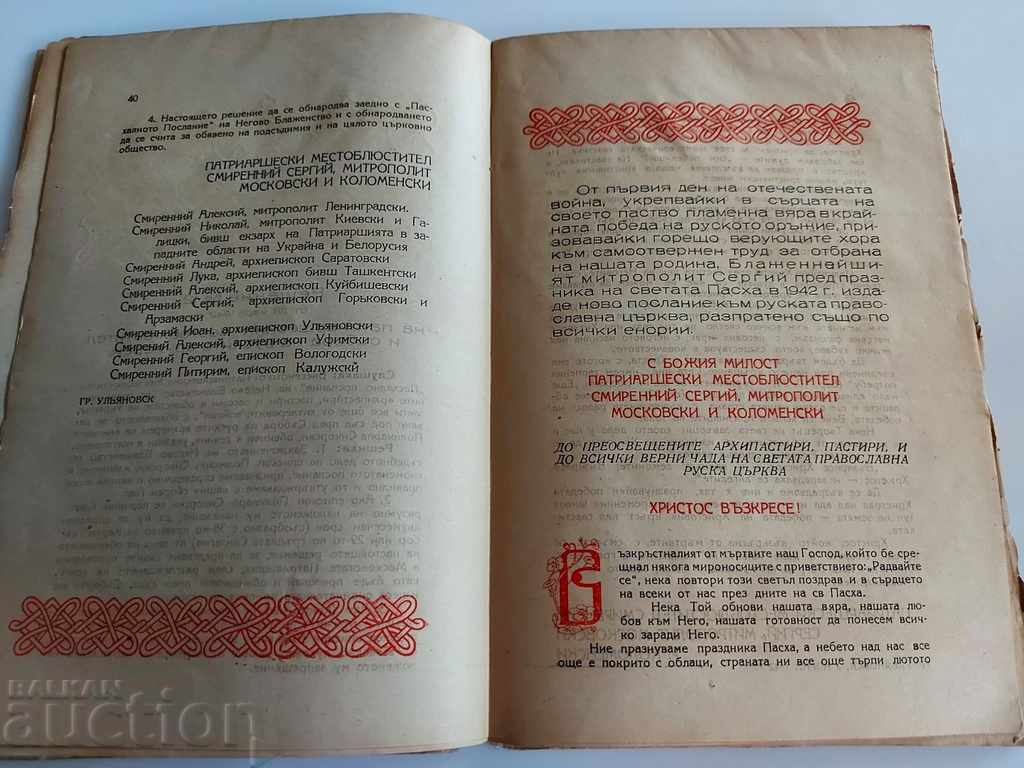 40
4. Настоящето решение да се обнародва заедно с „Пас-
халното Послание" на Негово Блаженство и с обнародването
да се счита за обявено на подсъдимия и на цялото църковно
общество.
ПАТРИАРШЕСКИ МЕСТОБЛЮСТИТЕЛ
СМИРЕННИЙ СЕРГИЙ, МИТРОПОЛИТ
МОСКОВСКИ И КОЛОМЕНСКИ
Смиренний Алексий, митрополит Ленинградски.
Смиренний Николай, митрополит Киевски и Га-
лицки, бивш екзарх на Патриаршията в за-
падните области на Украйна и Белорусия
Смиренний Андрей, архиепископ Саратовски
Смиренний Лука, архиепископ бивш Ташкентски
Смиренний Алексий, архиепископ Куйбишевски
Смиренний Сергий, архиепископ Горьковски и
Арзамаски
Смиренний Йоан, архиепископ Ульяновски
Смирений Алексий, архиепископ Уфимски
Смиренний Георгий, епископ Вологодски
Смиренний Питирим, епископ Калужскй
ГР. УЛЬЯНОВСК
От първия ден на отечествената
война, укрепвайки в сърцата на
своето паство пламенна вяра в край-
ната победа на руското оръжие, при-
зовавайки горещо верующите хора
към самоотвержен труд за отбрана
на нашата родина, Блаженнейши-
ят митрополит Сергий пред праз-
ника на светата Пасха в 1942 г. изда-
де ново послание към руската право-
славна църква, разпратено също по
всички енории.
С БОЖИЯ МИЛОСТ
ПАТРИАРШЕСКИ МЕСТОБЛЮСТИТЕЛ
СМИРЕННИЙ СЕРГИЙ, МИТРОПОЛИТ
МОСКОВСКИ И КОЛОМЕНСКИ
ДО ПРЕОСВЕЩЕНИТЕ АРХИПАСТИРИ, ПАСТИРИ, И
ДО ВСИЧКИ ВЕРНИ ЧАДА НА СВЕТАТА ПРАВОСЛАВНА
РУСКА ЦЪРКВА
ХРИСТОС ВЪЗКРЕСЕ!
Възкръсталният от мъртвите наш Господ, който бе сре-
щнал някога мироносиците с приветствието: „Радвайте
се", нека повтори този светъл поздрав и в сърцето
на всеки от нас през дните на св Пасха.
Нека Той обнови нашата вяра, нашата лю-
бов към Него, нашата готовност да понесем всич-
ко заради Него.
Ние празнуваме праздника Пасха, а небето над нас все
още е покрито с облаци, страната ни все още търпи лютото
BALKAN
auction